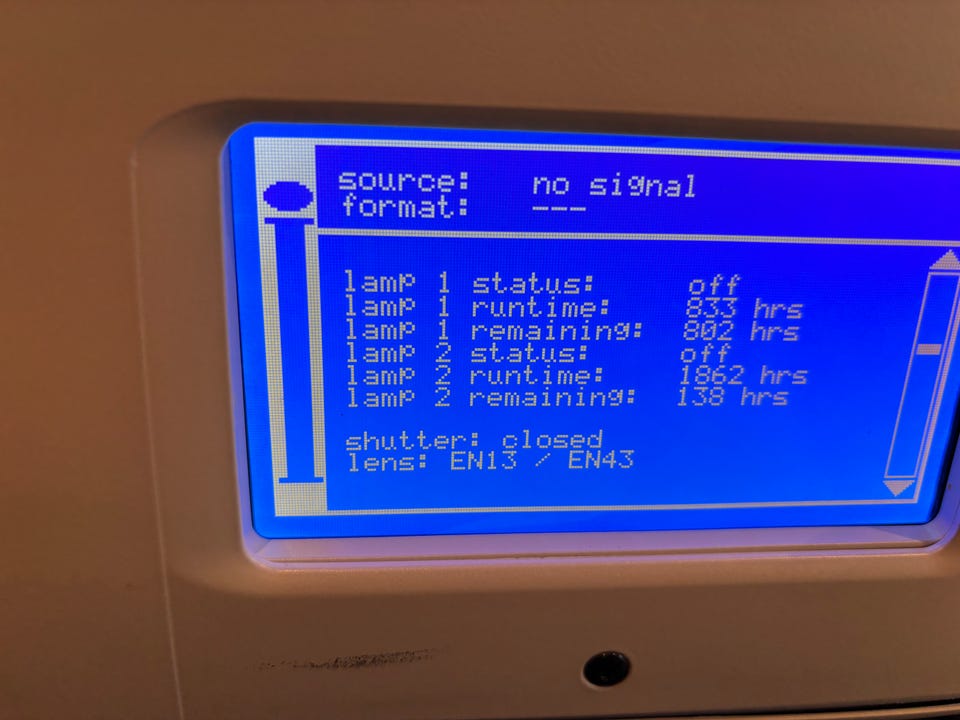 source: no signal
format: ---
lamp 1 status: off
lamp 1 runtime: 833 hrs
lamp 1 remaining: 802 hrs
lamp 2 status: off
lamp 2 runtime: 1862 hrs
lamp 2 remaining: 138 hrs
shutter: closed
lens: EN13 / EN43